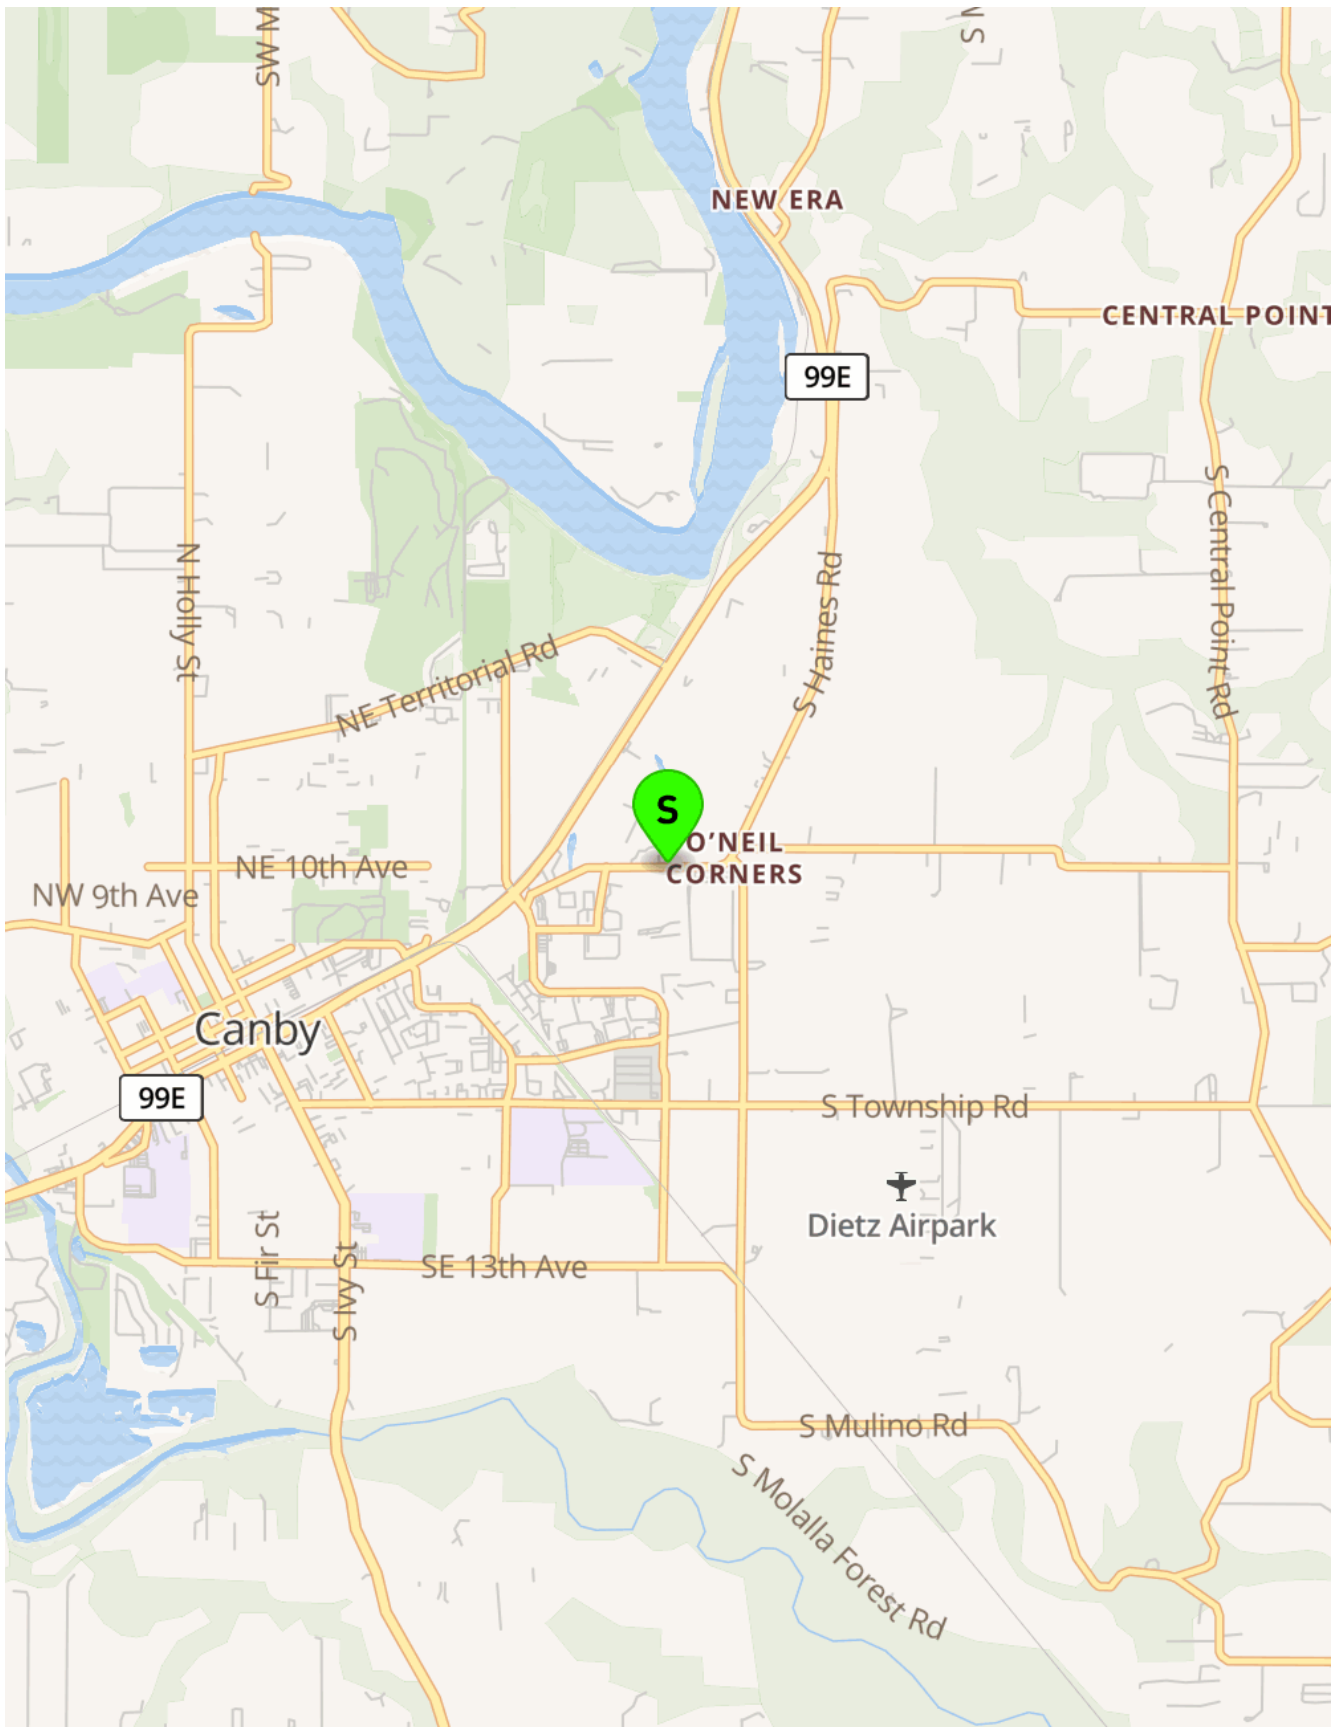 SW M
S N
NEW ERA
CENTRAL POINT
99E
S Central Point Rd
N Holly St
S Haines Rd
NE Territorial Rd
S
O’NEIL
CORNERS
NE 10th Ave
NW 9th Ave
Canby
99E
S Township Rd
Dietz Airpark
S Fir St
S Ivy St
SE 13th Ave
S Mulino Rd
S Molalla Forest Rd